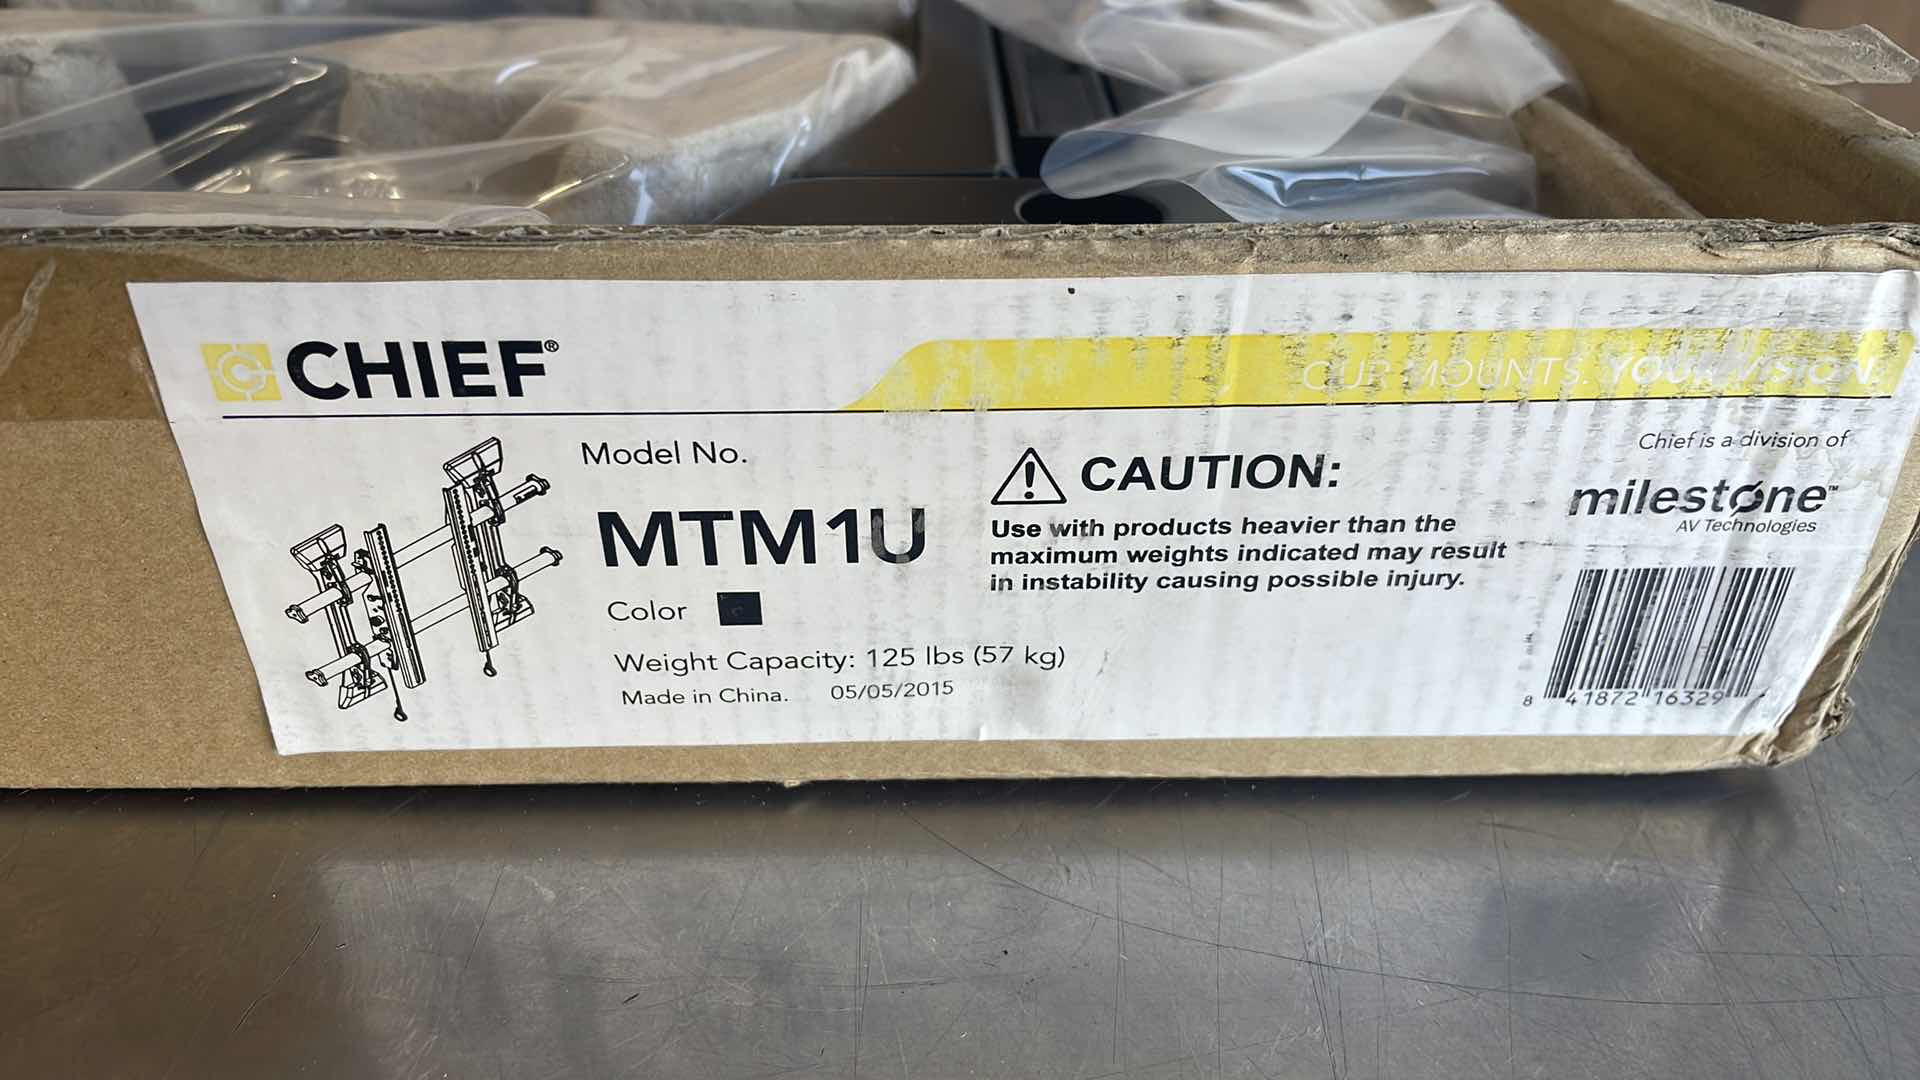 CHIEF®
OUR MOUNTS. YOUR VISION.
Chief is a division of
milestone™
AV Technologies
Model No.
MTM1U
Color
Weight Capacity: 125 lbs (57 kg)
Made in China. 05/05/2015
CAUTION:
Use with products heavier than the
maximum weights indicated may result
in instability causing possible injury.
8 41872 16329